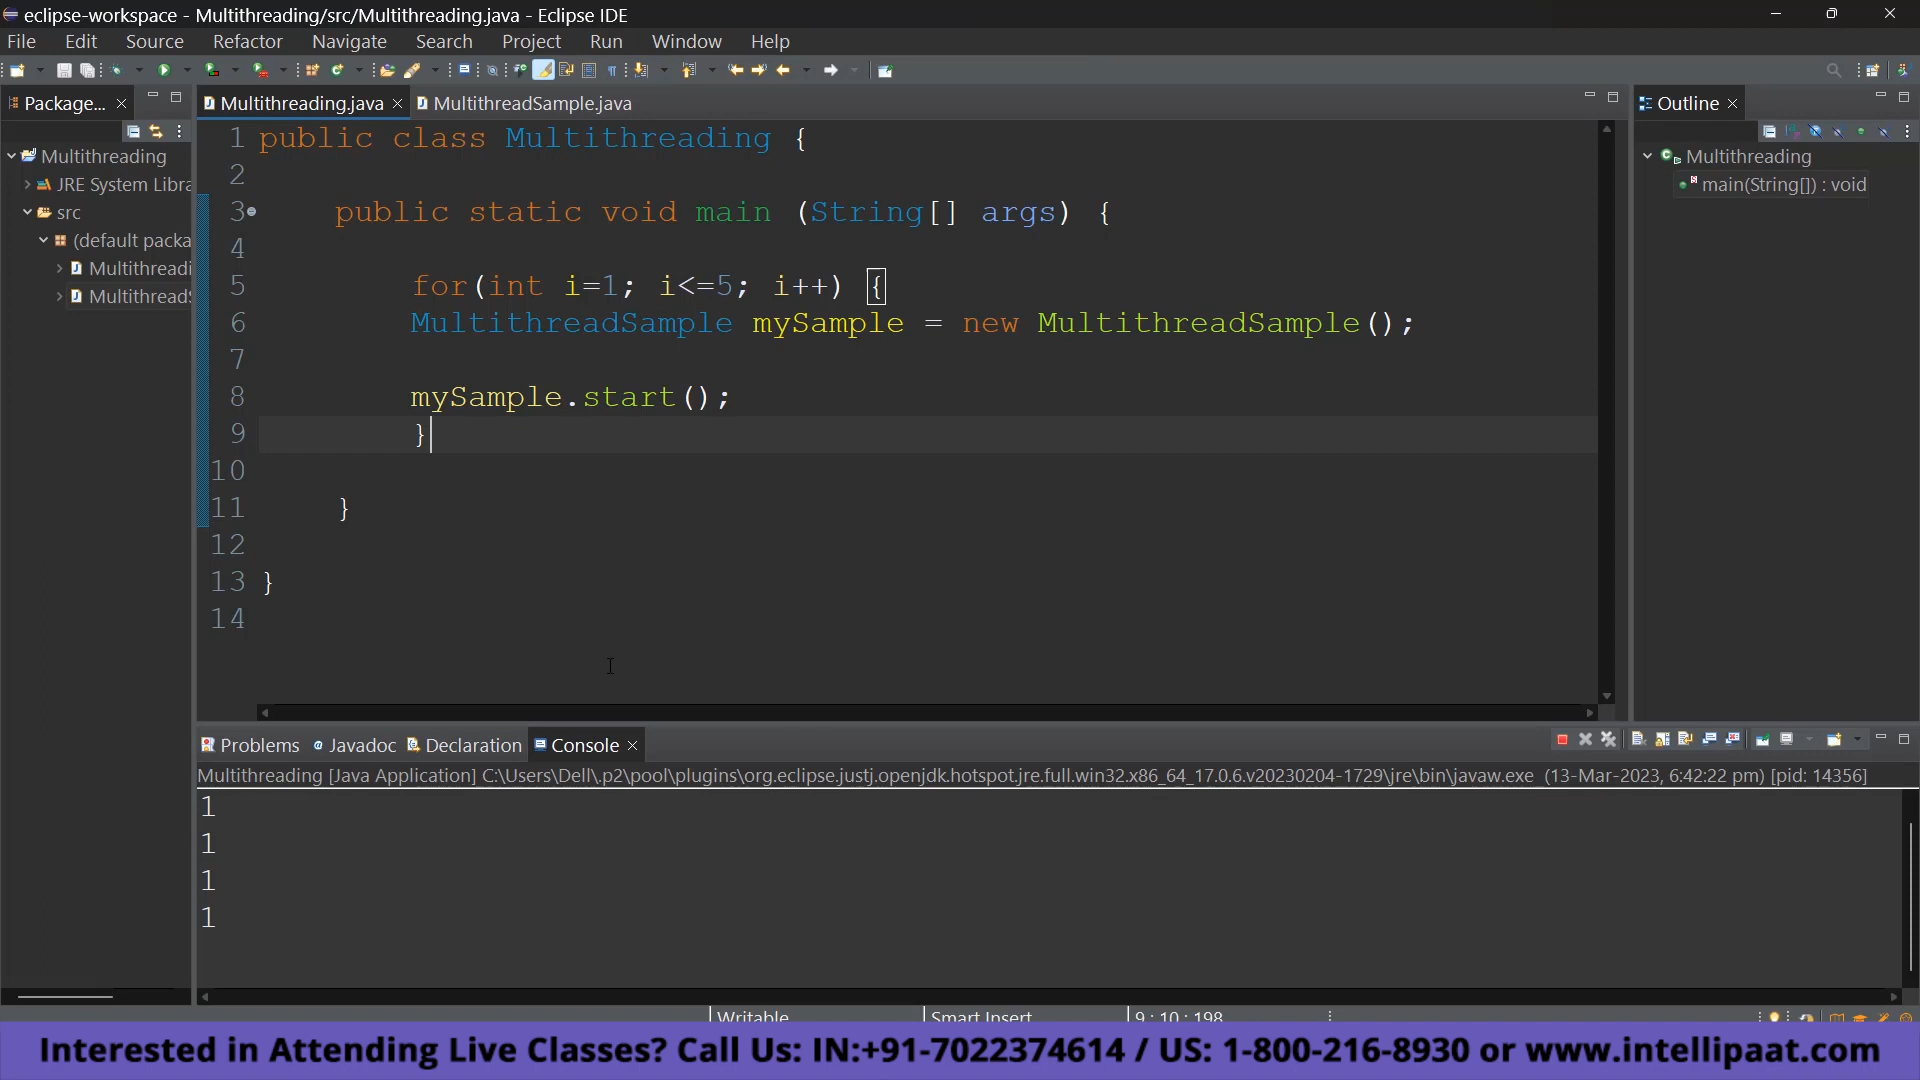 eclipse-workspace - Multithreading/src/Multithreading.java - Eclipse IDE
File Edit Source Refactor Navigate Search Project Run Window Help
Package...
Multithreading.java
MultithreadSample.java
Outline
Multithreading
JRE System Libra
src
(default packa
Multithreadi
MultithreadS
1 public class Multithreading {
2
3 public static void main (String[] args) {
4
5 for(int i=1; i<=5; i++) {
6 MultithreadSample mySample = new MultithreadSample();
7
8 mySample.start();
9 }
10
11 }
12
13 }
14
Multithreading
main(String[]) : void
Problems Javadoc Declaration Console
Multithreading [Java Application] C:\Users\Dell\.p2\pool\plugins\org.eclipse.justj.openjdk.hotspot.jre.full.win32.x86_64_17.0.6.v20230204-1729\jre\bin\javaw.exe (13-Mar-2023, 6:42:22 pm) [pid: 14356]
1
1
1
1
Writable Smart Insert 9 : 10 : 198
Interested in Attending Live Classes? Call Us: IN:+91-7022374614 / US: 1-800-216-8930 or www.intellipaat.com